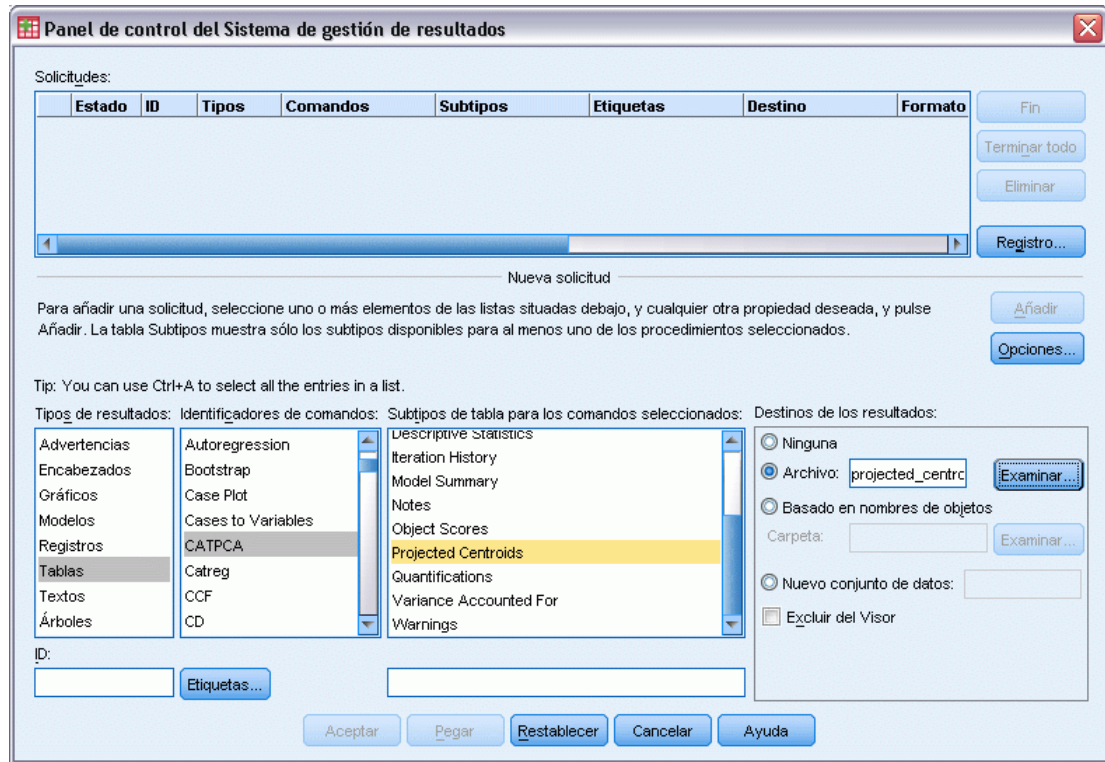 Panel de control del Sistema de gestión de resultados
Solicitudes:
Estado ID Tipos Comandos Subtipos Etiquetas Destino Formato
Fin
Terminar todo
Eliminar
Registro...
Nueva solicitud
Para añadir una solicitud, seleccione uno o más elementos de las listas situadas debajo, y cualquier otra propiedad deseada, y pulse
Añadir. La tabla Subtipos muestra sólo los subtipos disponibles para al menos uno de los procedimientos seleccionados.
Añadir
Opciones...
Tip: You can use Ctrl+A to select all the entries in a list.
Tipos de resultados:
Advertencias
Encabezados
Gráficos
Modelos
Registros
Tablas
Textos
Árboles
Identificadores de comandos:
Autoregression
Bootstrap
Case Plot
Cases to Variables
CATPCA
Catreg
CCF
CD
Subtipos de tabla para los comandos seleccionados:
Descriptive Statistics
Iteration History
Model Summary
Notes
Object Scores
Projected Centroids
Quantifications
Variance Accounted For
Warnings
Destinos de los resultados:
Ninguna
Archivo: projected_centrc Examinar...
Basado en nombres de objetos
Carpeta: Examinar...
Nuevo conjunto de datos:
Excluir del Visor
ID:
Etiquetas...
Aceptar Pegar Restablecer Cancelar Ayuda